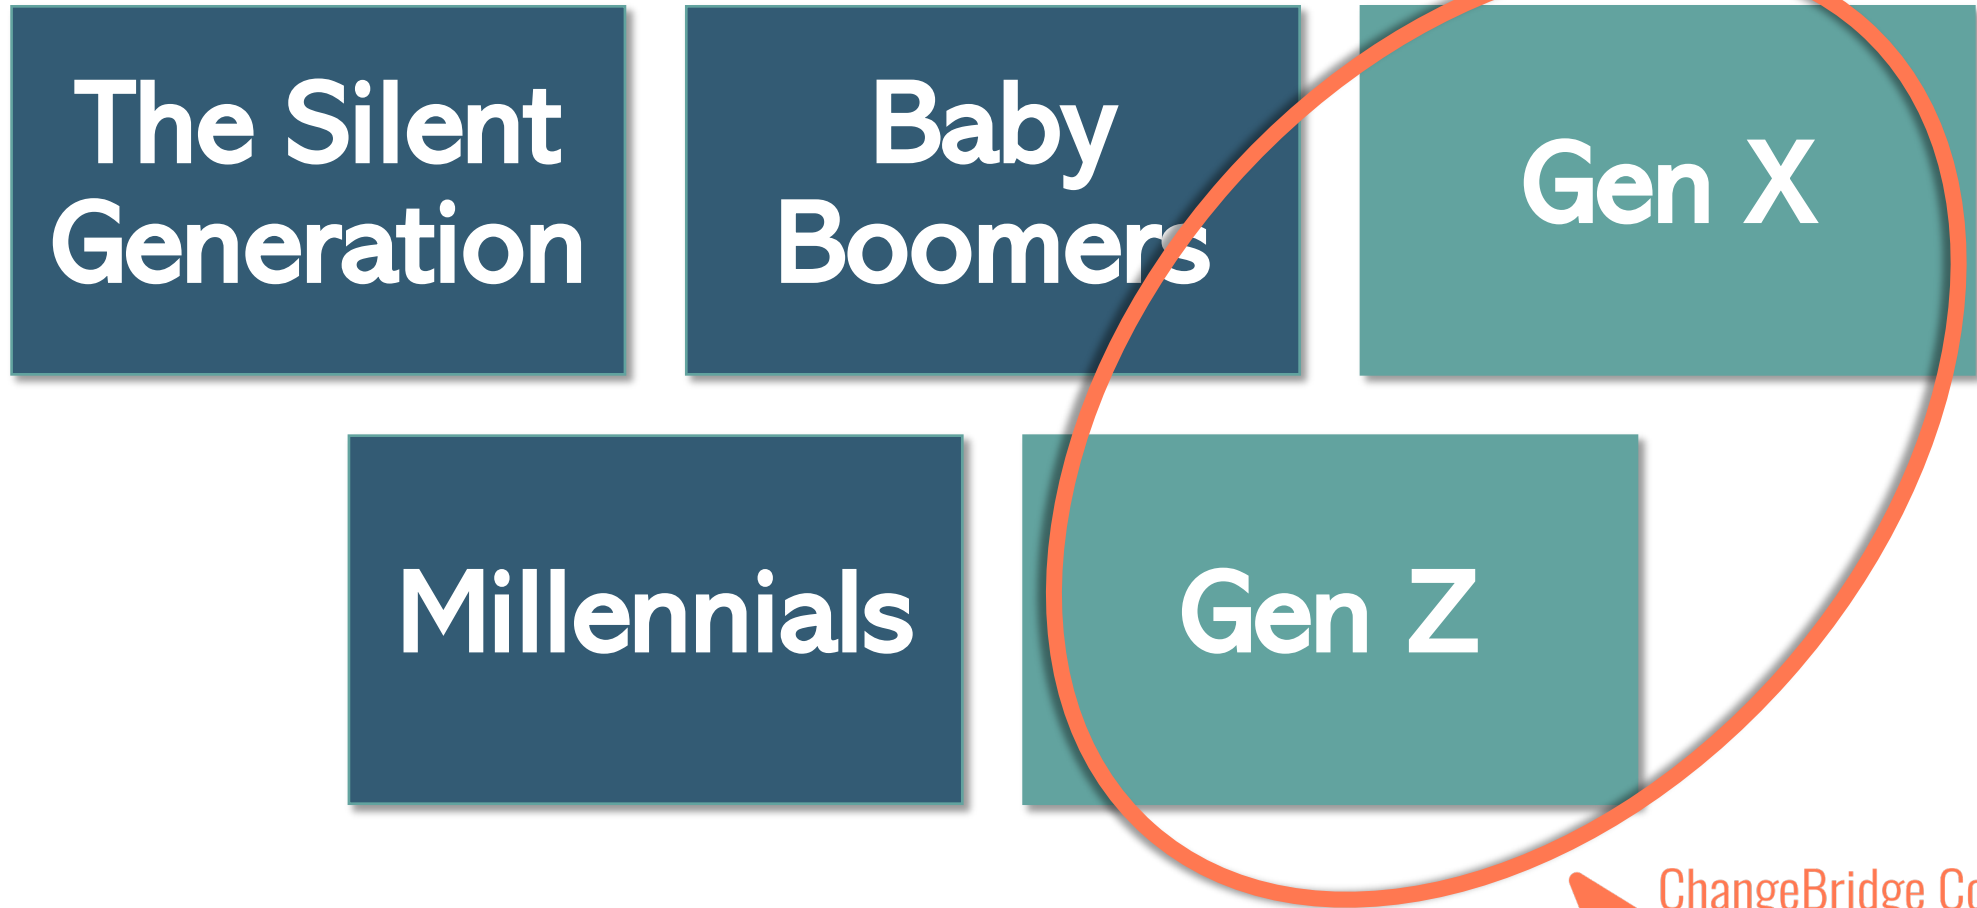 The Silent
Generation
Baby
Boomers
Gen X
Millennials
Gen Z
ChangeBridge